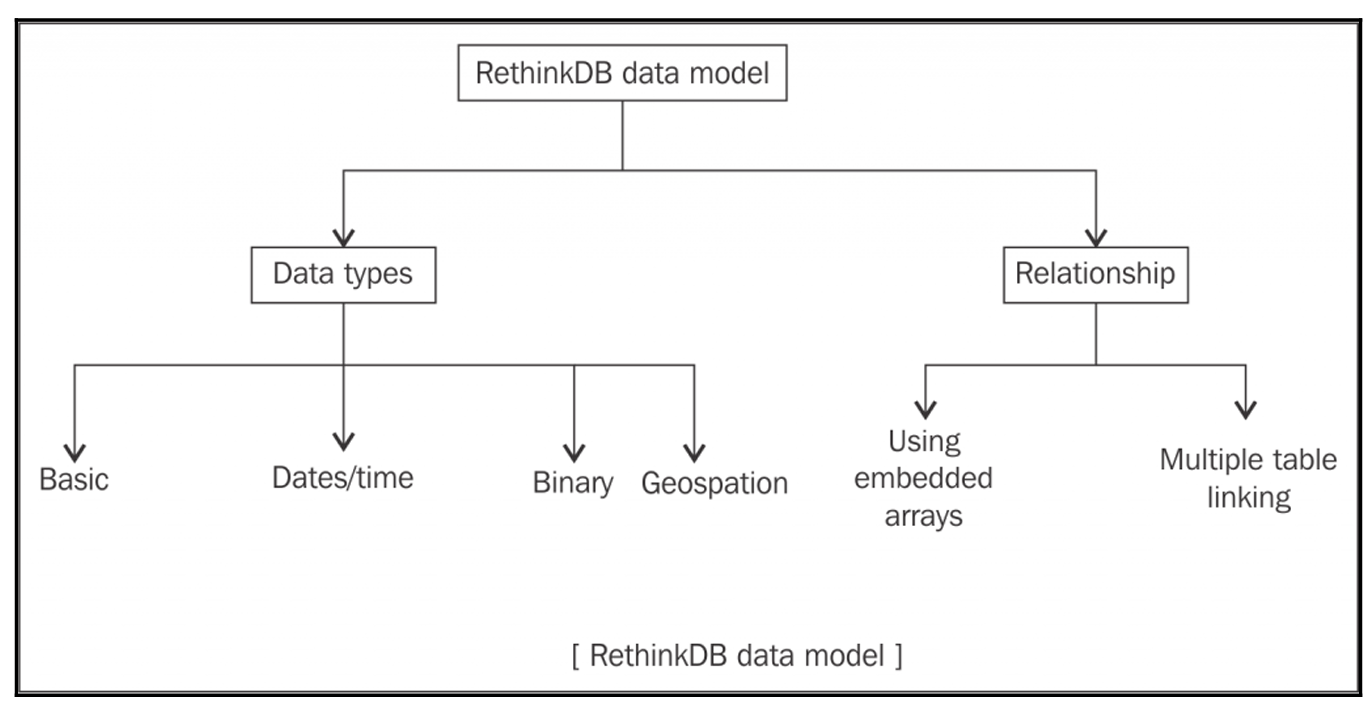 RethinkDB data model
Data types
Relationship
Basic
Dates/time
Binary
Geospation
Using
embedded
arrays
Multiple table
linking
[ RethinkDB data model ]